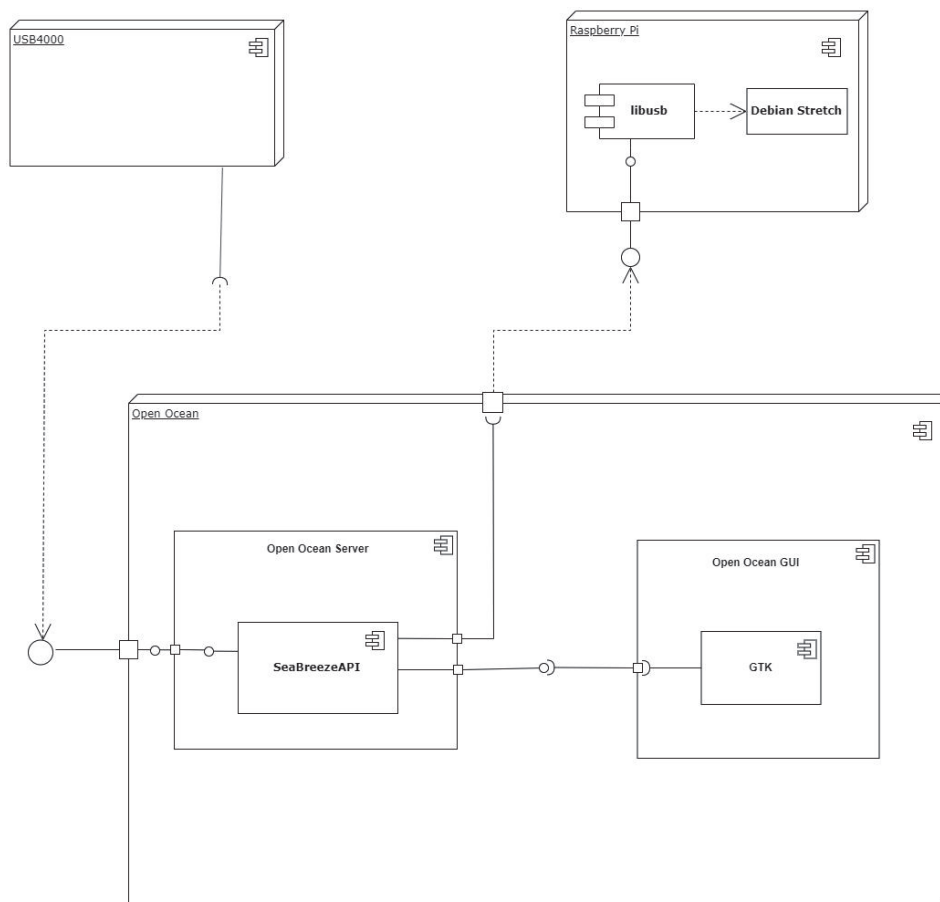 USB4000
Raspberry Pi
libusb
Debian Stretch
Open Ocean
Open Ocean Server
Open Ocean GUI
SeaBreezeAPI
GTK